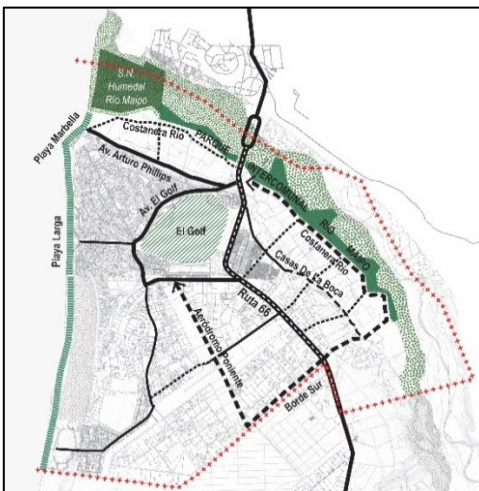 S.N.
Humedal
Río Maipo
Costanera Río
Playa Marbella
Av. Arturo Phillips
PARQUE
INTERCOMUNAL
RÍO
MAIPO
Av. El Golf
El Golf
Playa Larga
Costanera Río
Casas De La Boca
Ruta 66
Aeródromo Poniente
Borde Sur